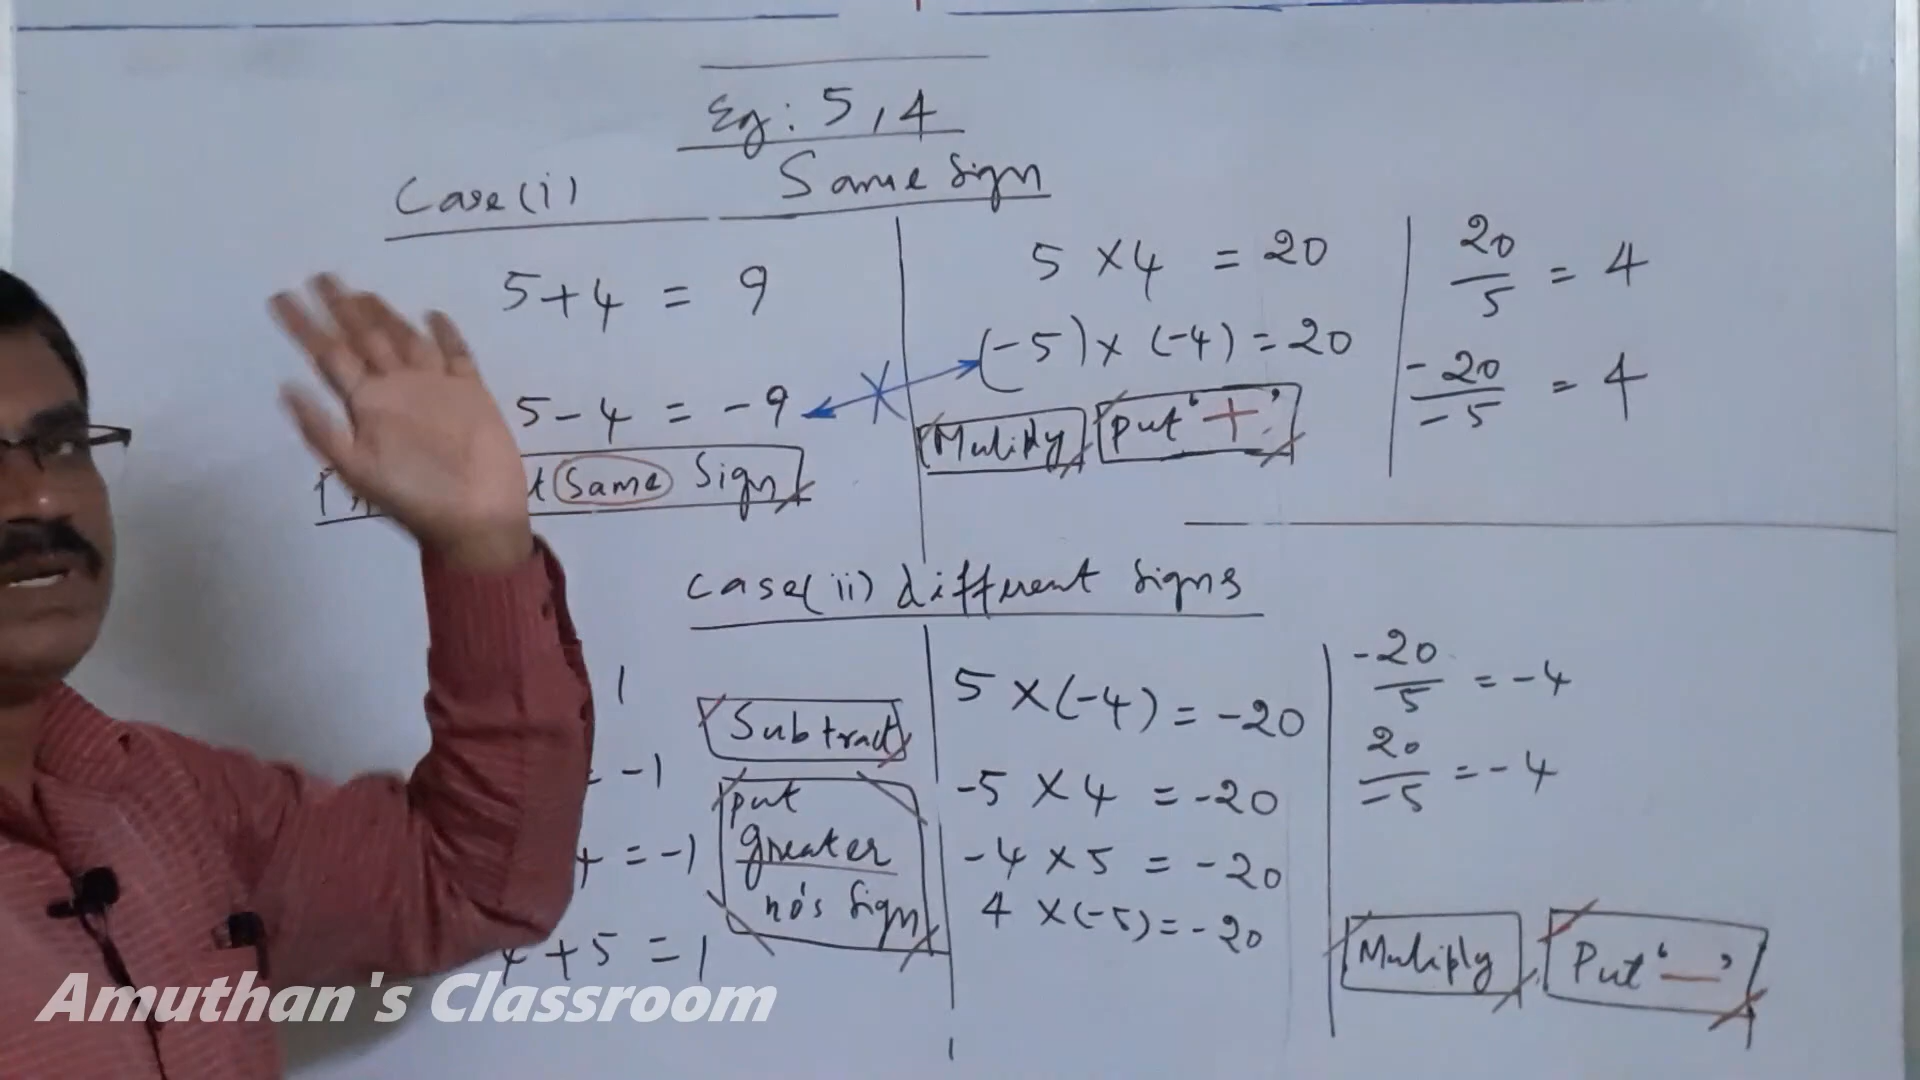 Eg: 5, 4
Case(i) Same Sign
5+4 = 9
5-4 = -9
Same Sign
5 x 4 = 20
(-5) x (-4) = 20
Muliply put '+'
20/5 = 4
-20/-5 = 4
Case(ii) different Signs
1
= -1
= -1
4+5 = 1
Subtract
put
greater
no's Sign
5 x (-4) = -20
-5 x 4 = -20
-4 x 5 = -20
4 x (-5) = -20
-20/5 = -4
20/-5 = -4
Muliply Put '—'
Amuthan's Classroom